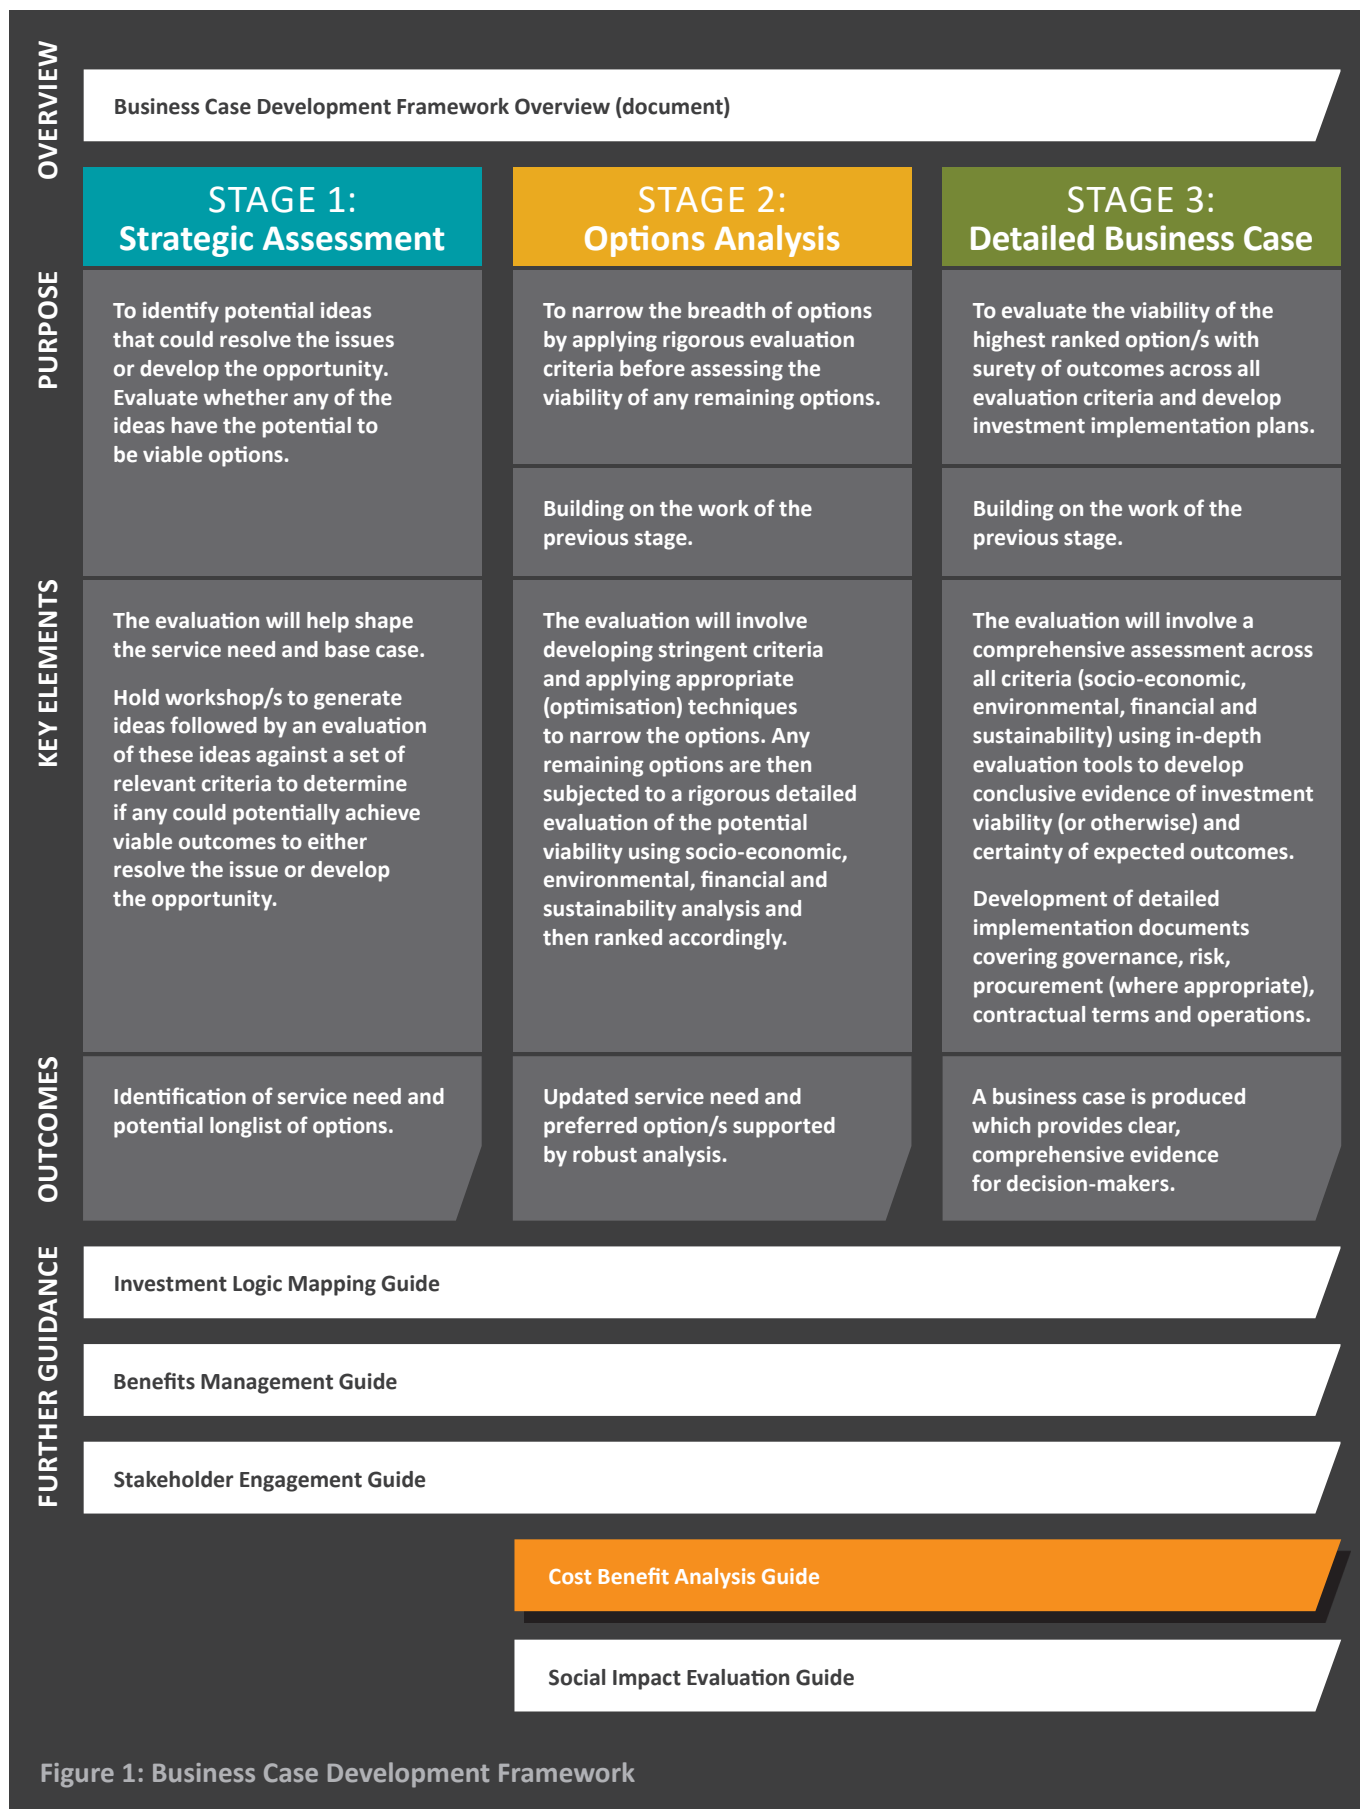 OVERVIEW
Business Case Development Framework Overview (document)
STAGE 1:
Strategic Assessment
STAGE 2:
Options Analysis
STAGE 3:
Detailed Business Case
PURPOSE
To identify potential ideas
that could resolve the issues
or develop the opportunity.
Evaluate whether any of the
ideas have the potential to
be viable options.
To narrow the breadth of options
by applying rigorous evaluation
criteria before assessing the
viability of any remaining options.
Building on the work of the
previous stage.
To evaluate the viability of the
highest ranked option/s with
surety of outcomes across all
evaluation criteria and develop
investment implementation plans.
Building on the work of the
previous stage.
KEY ELEMENTS
The evaluation will help shape
the service need and base case.
Hold workshop/s to generate
ideas followed by an evaluation
of these ideas against a set of
relevant criteria to determine
if any could potentially achieve
viable outcomes to either
resolve the issue or develop
the opportunity.
The evaluation will involve
developing stringent criteria
and applying appropriate
(optimisation) techniques
to narrow the options. Any
remaining options are then
subjected to a rigorous detailed
evaluation of the potential
viability using socio-economic,
environmental, financial and
sustainability analysis and
then ranked accordingly.
The evaluation will involve a
comprehensive assessment across
all criteria (socio-economic,
environmental, financial and
sustainability) using in-depth
evaluation tools to develop
conclusive evidence of investment
viability (or otherwise) and
certainty of expected outcomes.
Development of detailed
implementation documents
covering governance, risk,
procurement (where appropriate),
contractual terms and operations.
OUTCOMES
Identification of service need and
potential longlist of options.
Updated service need and
preferred option/s supported
by robust analysis.
A business case is produced
which provides clear,
comprehensive evidence
for decision-makers.
FURTHER GUIDANCE
Investment Logic Mapping Guide
Benefits Management Guide
Stakeholder Engagement Guide
Cost Benefit Analysis Guide
Social Impact Evaluation Guide
Figure 1: Business Case Development Framework